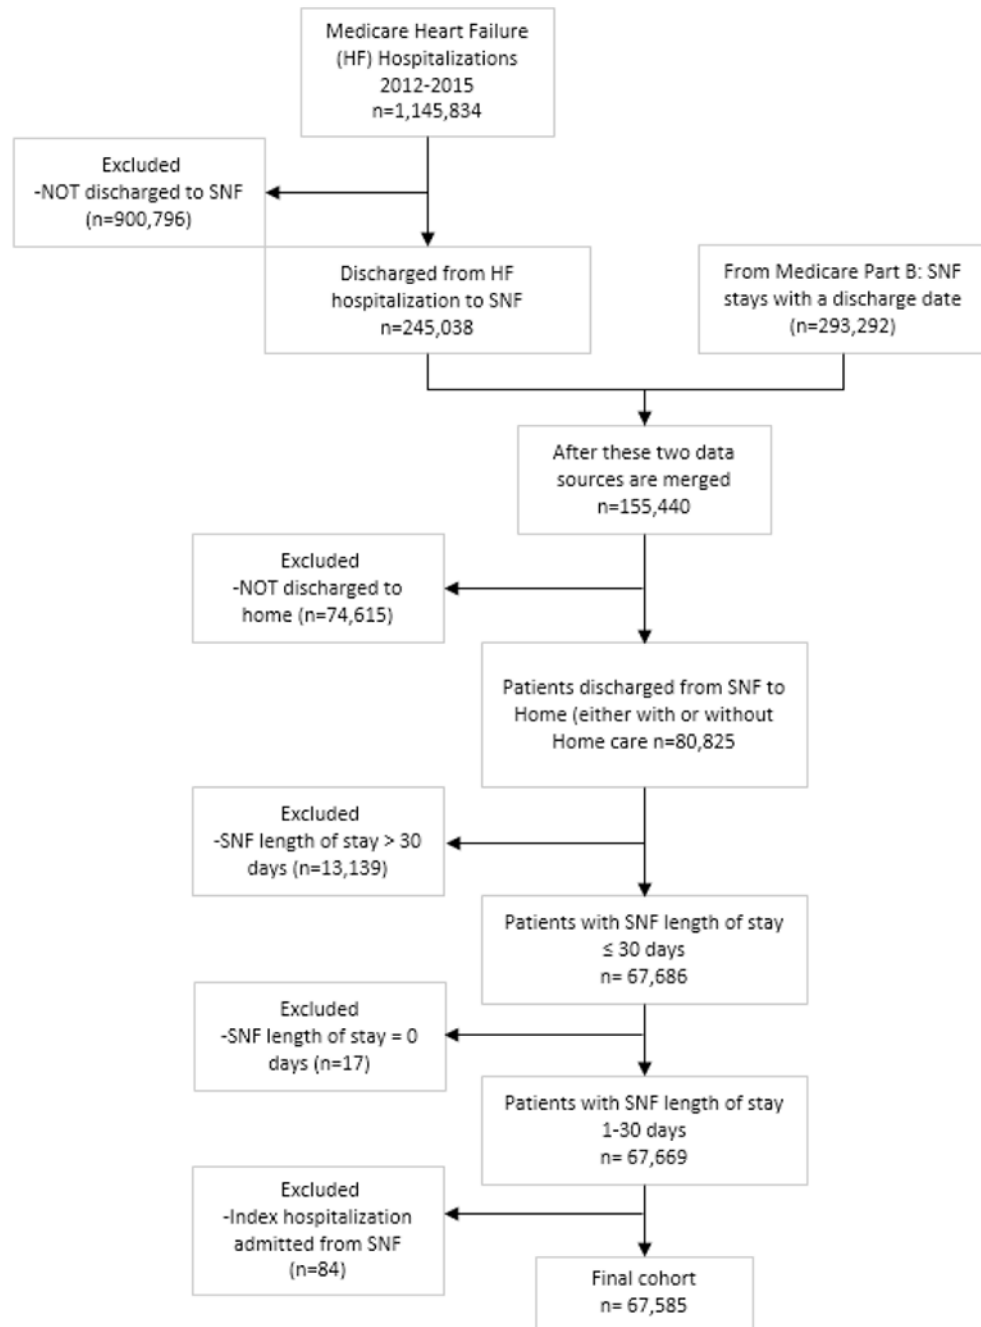 Medicare Heart Failure
(HF) Hospitalizations
2012-2015
n=1,145,834
Excluded
-NOT discharged to SNF
(n=900,796)
Discharged from HF
hospitalization to SNF
n=245,038
From Medicare Part B: SNF
stays with a discharge date
(n=293,292)
After these two data
sources are merged
n=155,440
Excluded
-NOT discharged to
home (n=74,615)
Patients discharged from SNF to
Home (either with or without
Home care n=80,825
Excluded
-SNF length of stay > 30
days (n=13,139)
Patients with SNF length of stay
≤ 30 days
n= 67,686
Excluded
-SNF length of stay = 0
days (n=17)
Patients with SNF length of stay
1-30 days
n= 67,669
Excluded
-Index hospitalization
admitted from SNF
(n=84)
Final cohort
n= 67,585